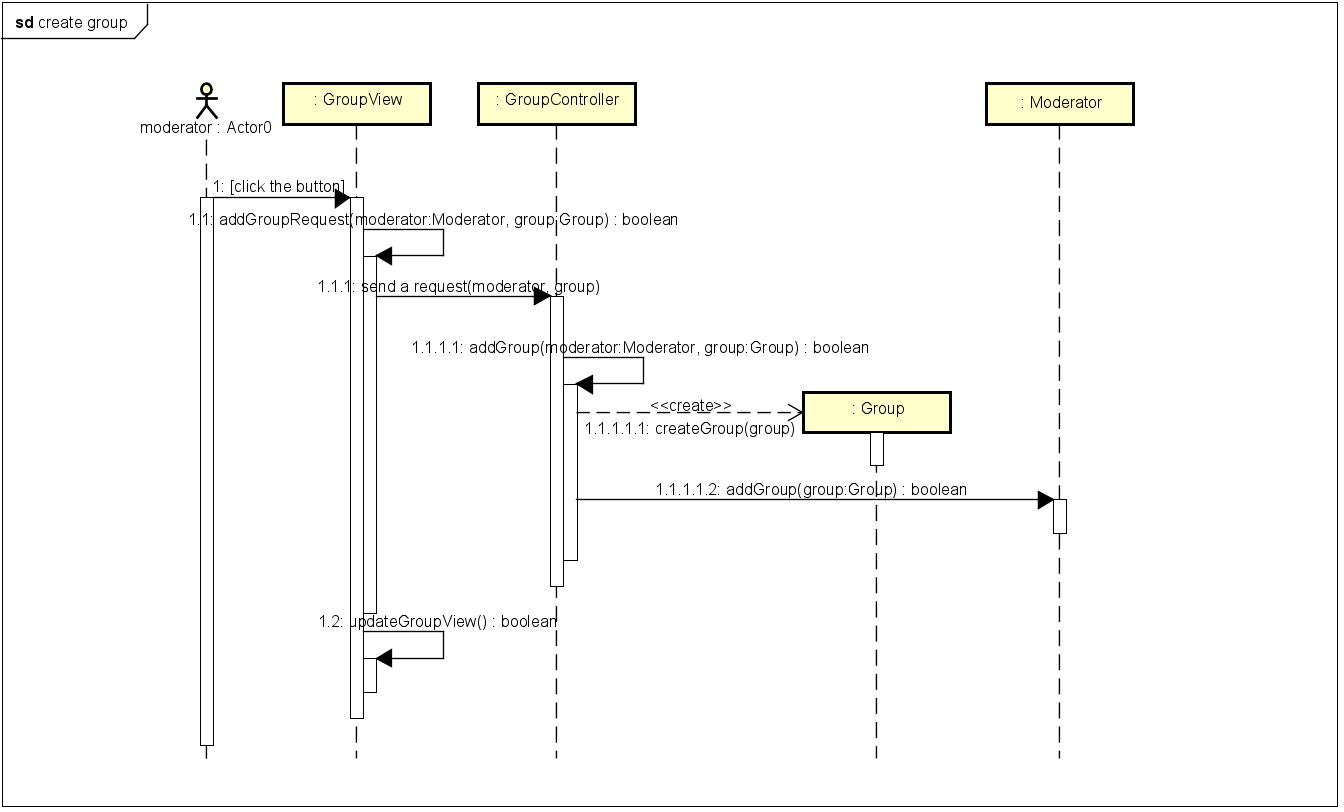 sd create group
: GroupView
: GroupController
: Moderator
moderator : Actor0
1: [click the button]
1.1: addGroupRequest(moderator:Moderator, group:Group) : boolean
1.1.1: send a request(moderator, group)
1.1.1.1: addGroup(moderator:Moderator, group:Group) : boolean
<<create>>
: Group
1.1.1.1.1: createGroup(group)
1.1.1.1.2: addGroup(group:Group) : boolean
1.2: updateGroupView() : boolean